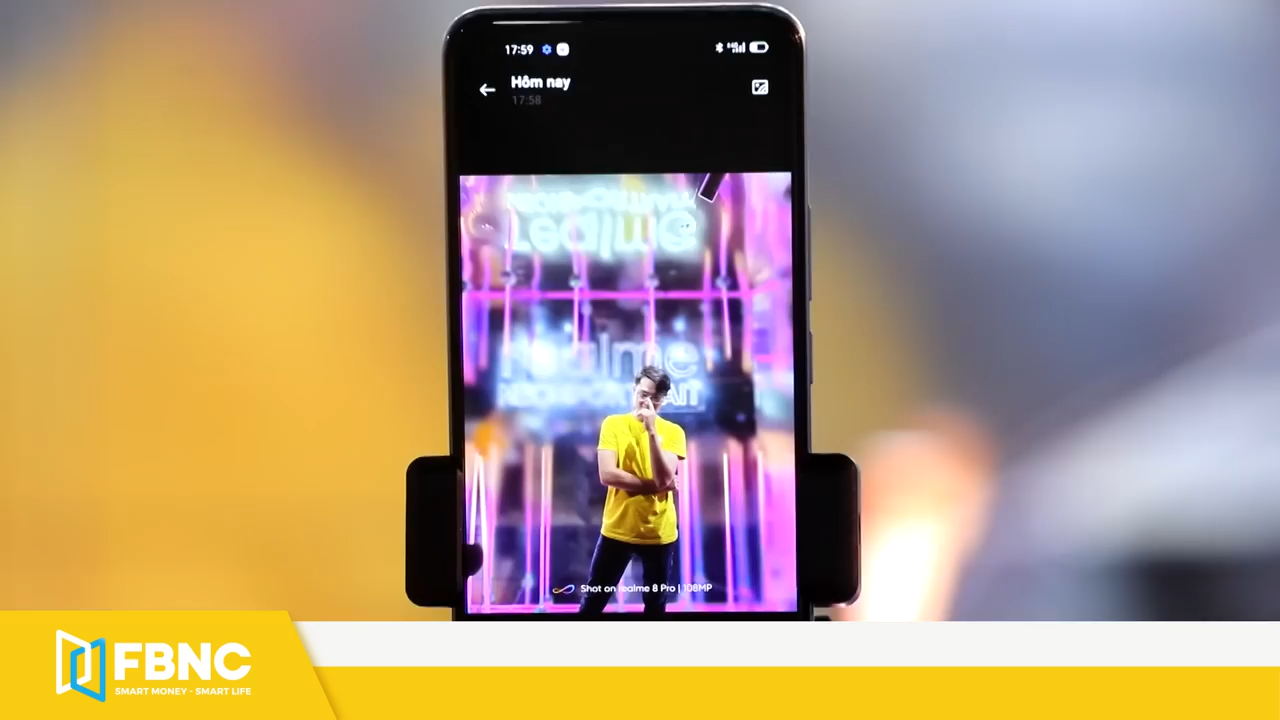 17:59
Hôm nay
17:58
realme
Shot on realme 8 Pro | 108MP
FBNC
SMART MONEY - SMART LIFE